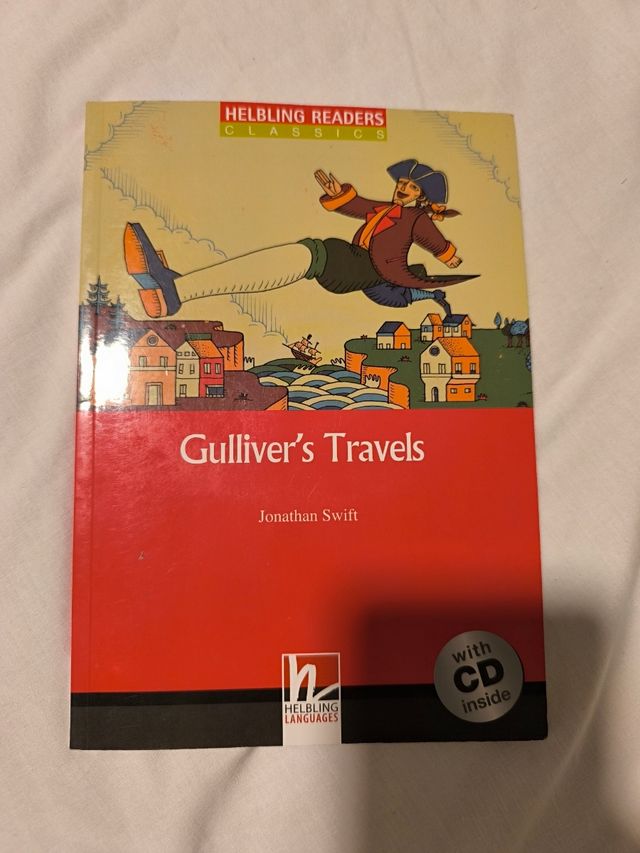 HELBLING READERS
CLASSICS
Gulliver's Travels
Jonathan Swift
with
CD
inside
HELBLING
LANGUAGES